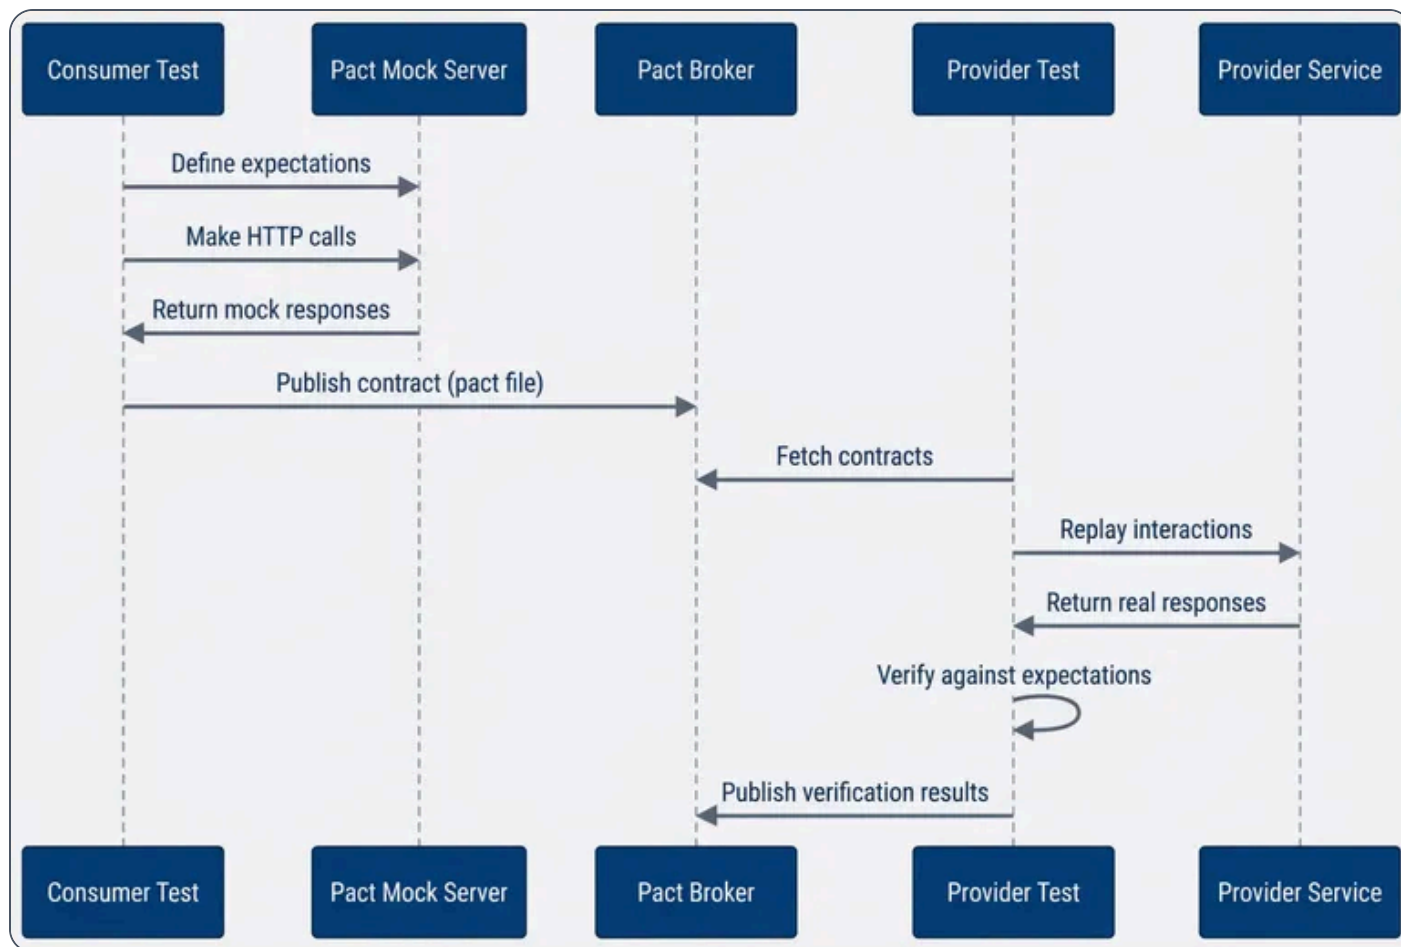 Consumer Test
Pact Mock Server
Pact Broker
Provider Test
Provider Service
Define expectations
Make HTTP calls
Return mock responses
Publish contract (pact file)
Fetch contracts
Replay interactions
Return real responses
Verify against expectations
Publish verification results
Consumer Test
Pact Mock Server
Pact Broker
Provider Test
Provider Service